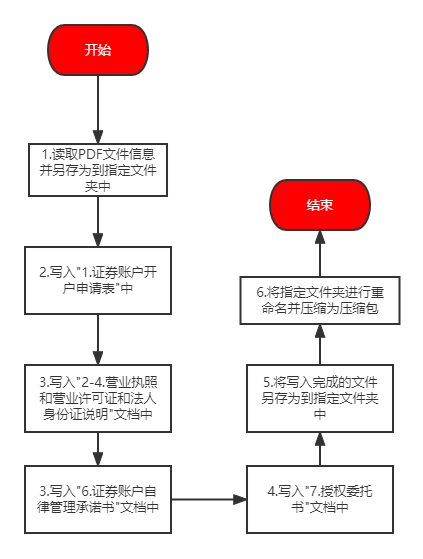 开始
1.读取PDF文件信息
并另存为到指定文件
夹中
2.写入"1.证券账户开
户申请表"中
3.写入"2-4.营业执照
和营业许可证和法人
身份证说明"文档中
3.写入"6.证券账户自
律管理承诺书"文档中
4.写入"7.授权委托
书"文档中
5.将写入完成的文件
另存为到指定文件夹
中
6.将指定文件夹进行重
命名并压缩为压缩包
结束